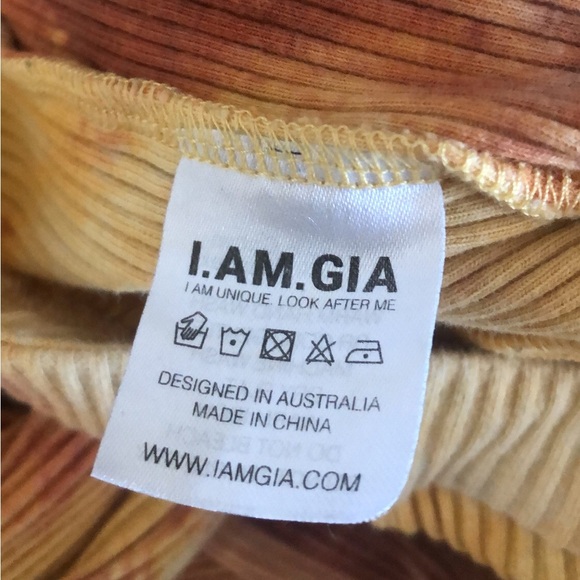 I.AM.GIA
I AM UNIQUE. LOOK AFTER ME
DESIGNED IN AUSTRALIA
MADE IN CHINA
WWW.IAMGIA.COM